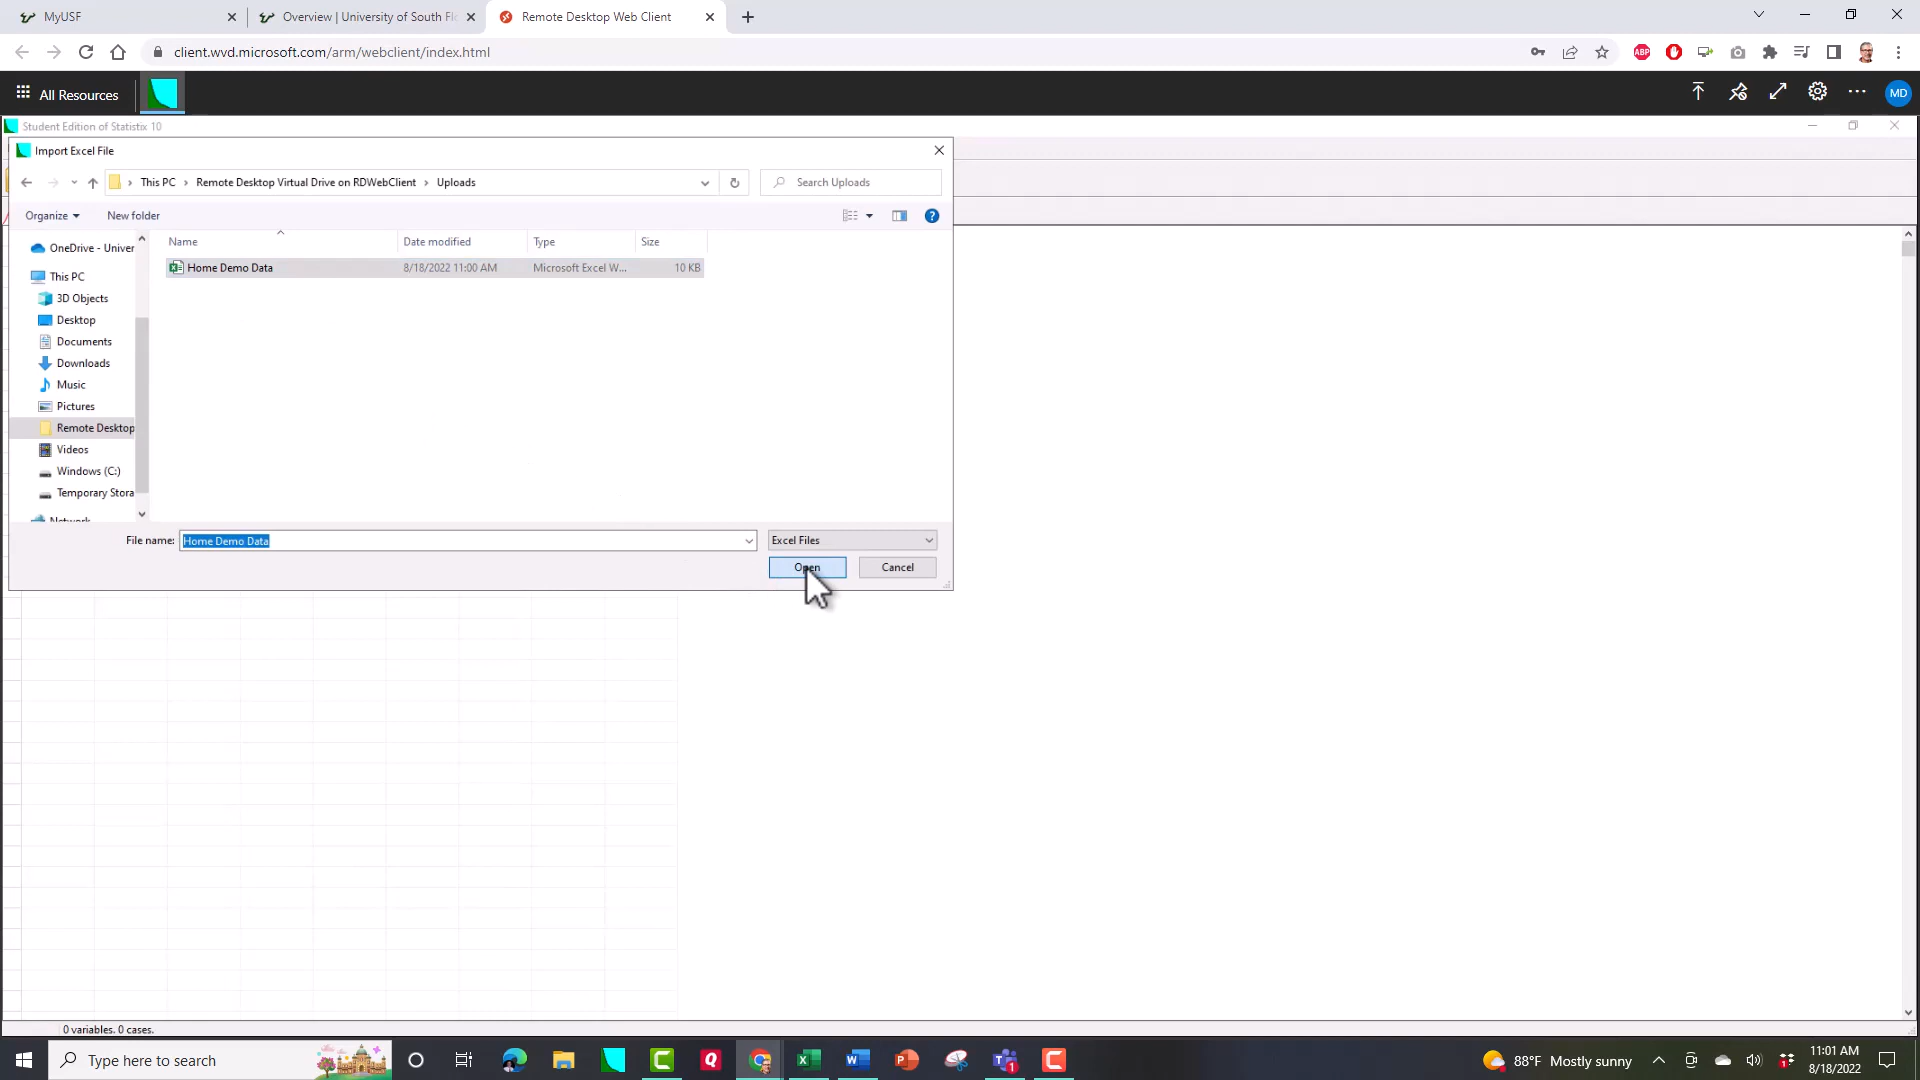 MyUSF
Overview | University of South Fl
Remote Desktop Web Client
client.wvd.microsoft.com/arm/webclient/index.html
ABP
All Resources
MD
Student Edition of Statistix 10
Import Excel File
This PC > Remote Desktop Virtual Drive on RDWebClient > Uploads
Search Uploads
Organize
New folder
Name
Date modified
Type
Size
Home Demo Data
8/18/2022 11:00 AM
Microsoft Excel W...
10 KB
OneDrive - Univer
This PC
3D Objects
Desktop
Documents
Downloads
Music
Pictures
Remote Desktop
Videos
Windows (C:)
Temporary Stora
Network
File name:
Home Demo Data
Excel Files
Open
Cancel
0 variables. 0 cases.
Type here to search
88°F Mostly sunny
11:01 AM
8/18/2022